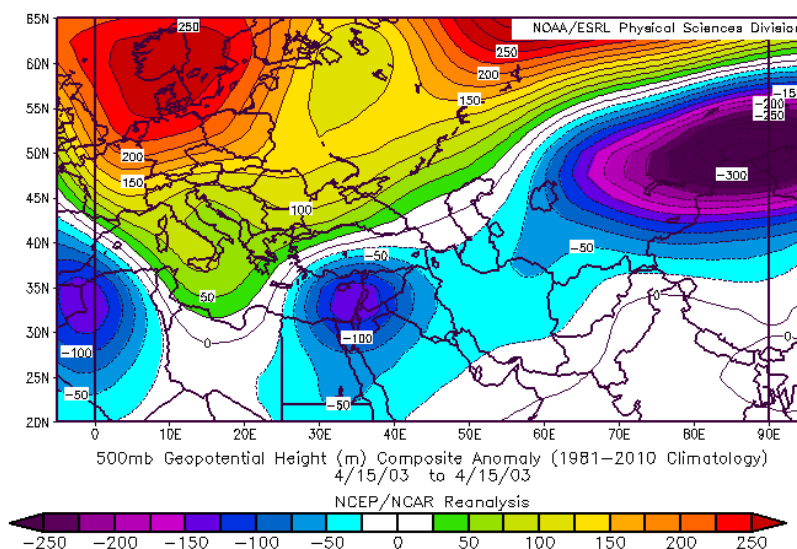 65N
NOAA/ESRL Physical Sciences Division
60N
55N
50N
45N
40N
35N
30N
25N
20N
250
250
200
150
200
150
100
50
0
0
-50
-50
-50
-50
-100
-100
-200
-250
-300
0 10E 20E 30E 40E 50E 60E 70E 80E 90E
500mb Geopotential Height (m) Composite Anomaly (1981-2010 Climatology)
4/15/03 to 4/15/03
NCEP/NCAR Reanalysis
-250 -200 -150 -100 -50 0 50 100 150 200 250